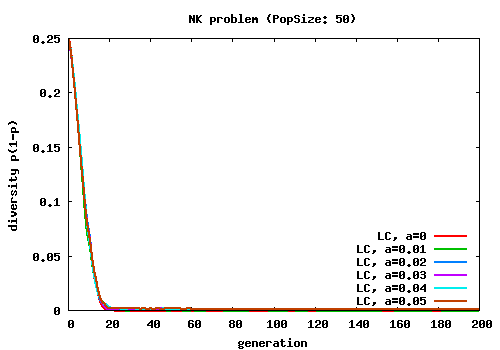 NK problem (PopSize: 50)
0.25
0.2
0.15
0.1
0.05
0
diversity p(1-p)
LC, a=0
LC, a=0.01
LC, a=0.02
LC, a=0.03
LC, a=0.04
LC, a=0.05
0 20 40 60 80 100 120 140 160 180 200
generation